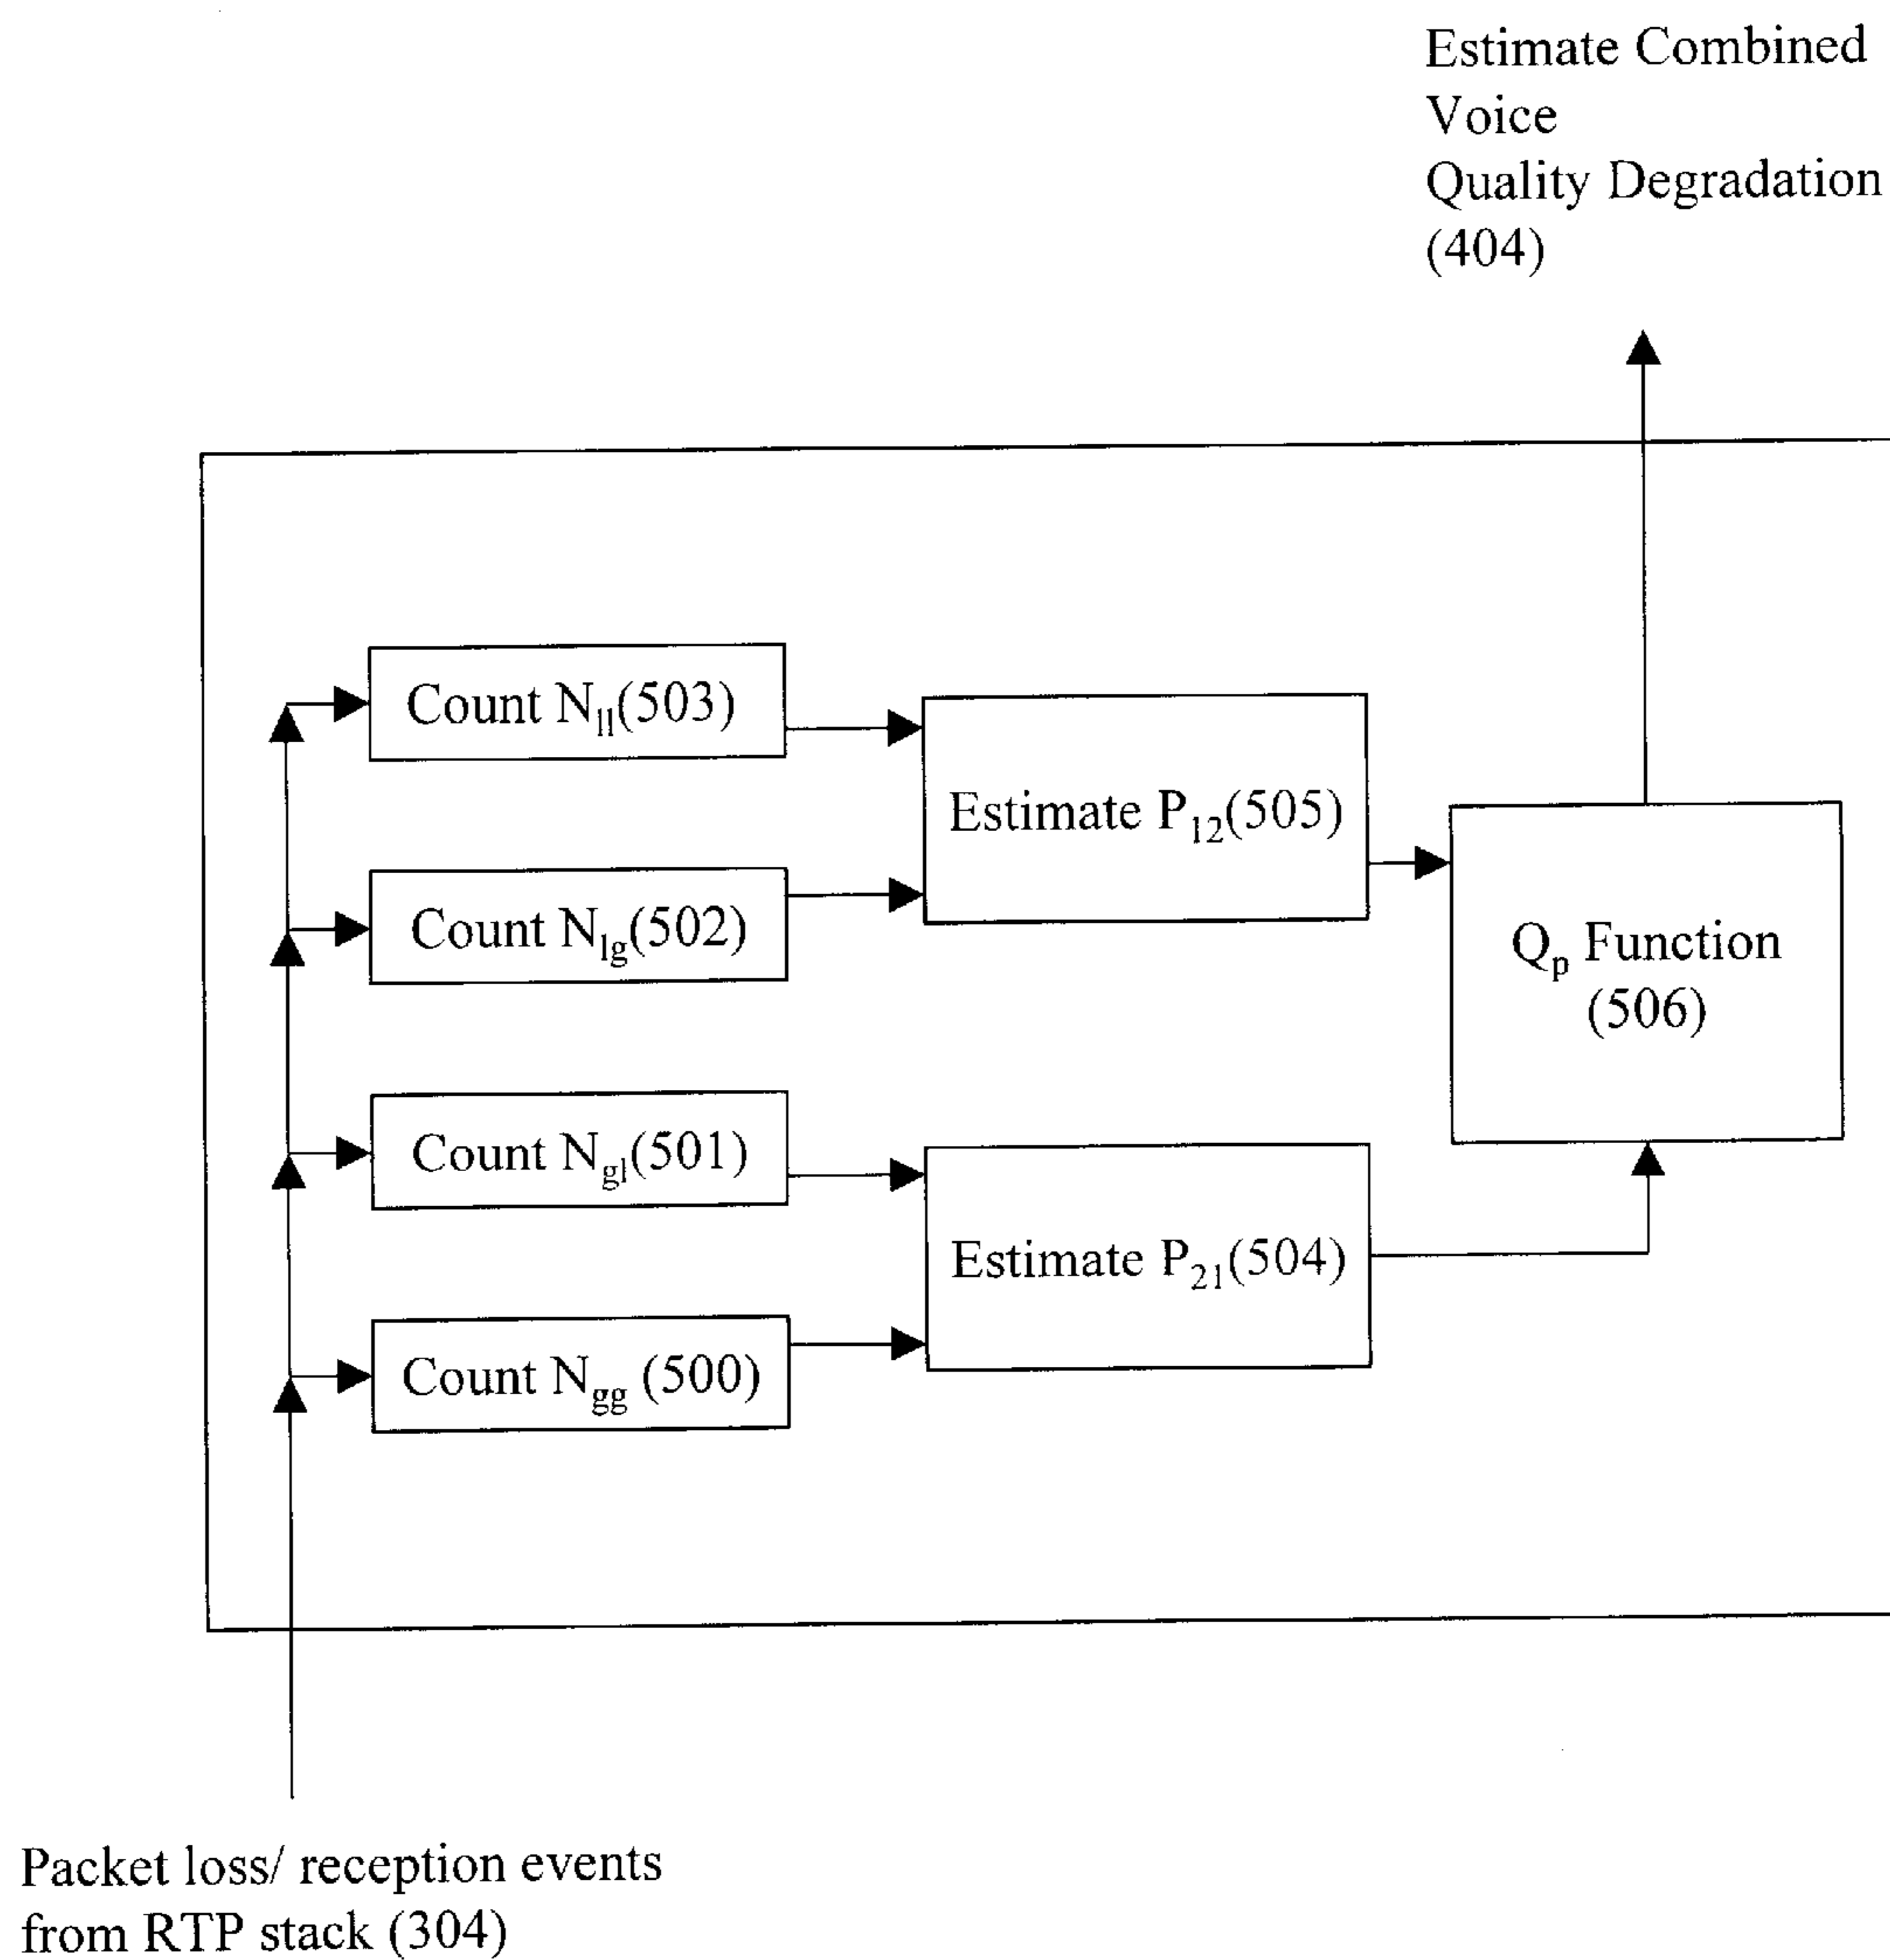 Estimate Combined
Voice
Quality Degradation
(404)
Count N_ll(503)
Estimate P_12(505)
Count N_lg(502)
Q_p Function
(506)
Count N_gl(501)
Estimate P_21(504)
Count N_gg (500)
Packet loss/ reception events
from RTP stack (304)